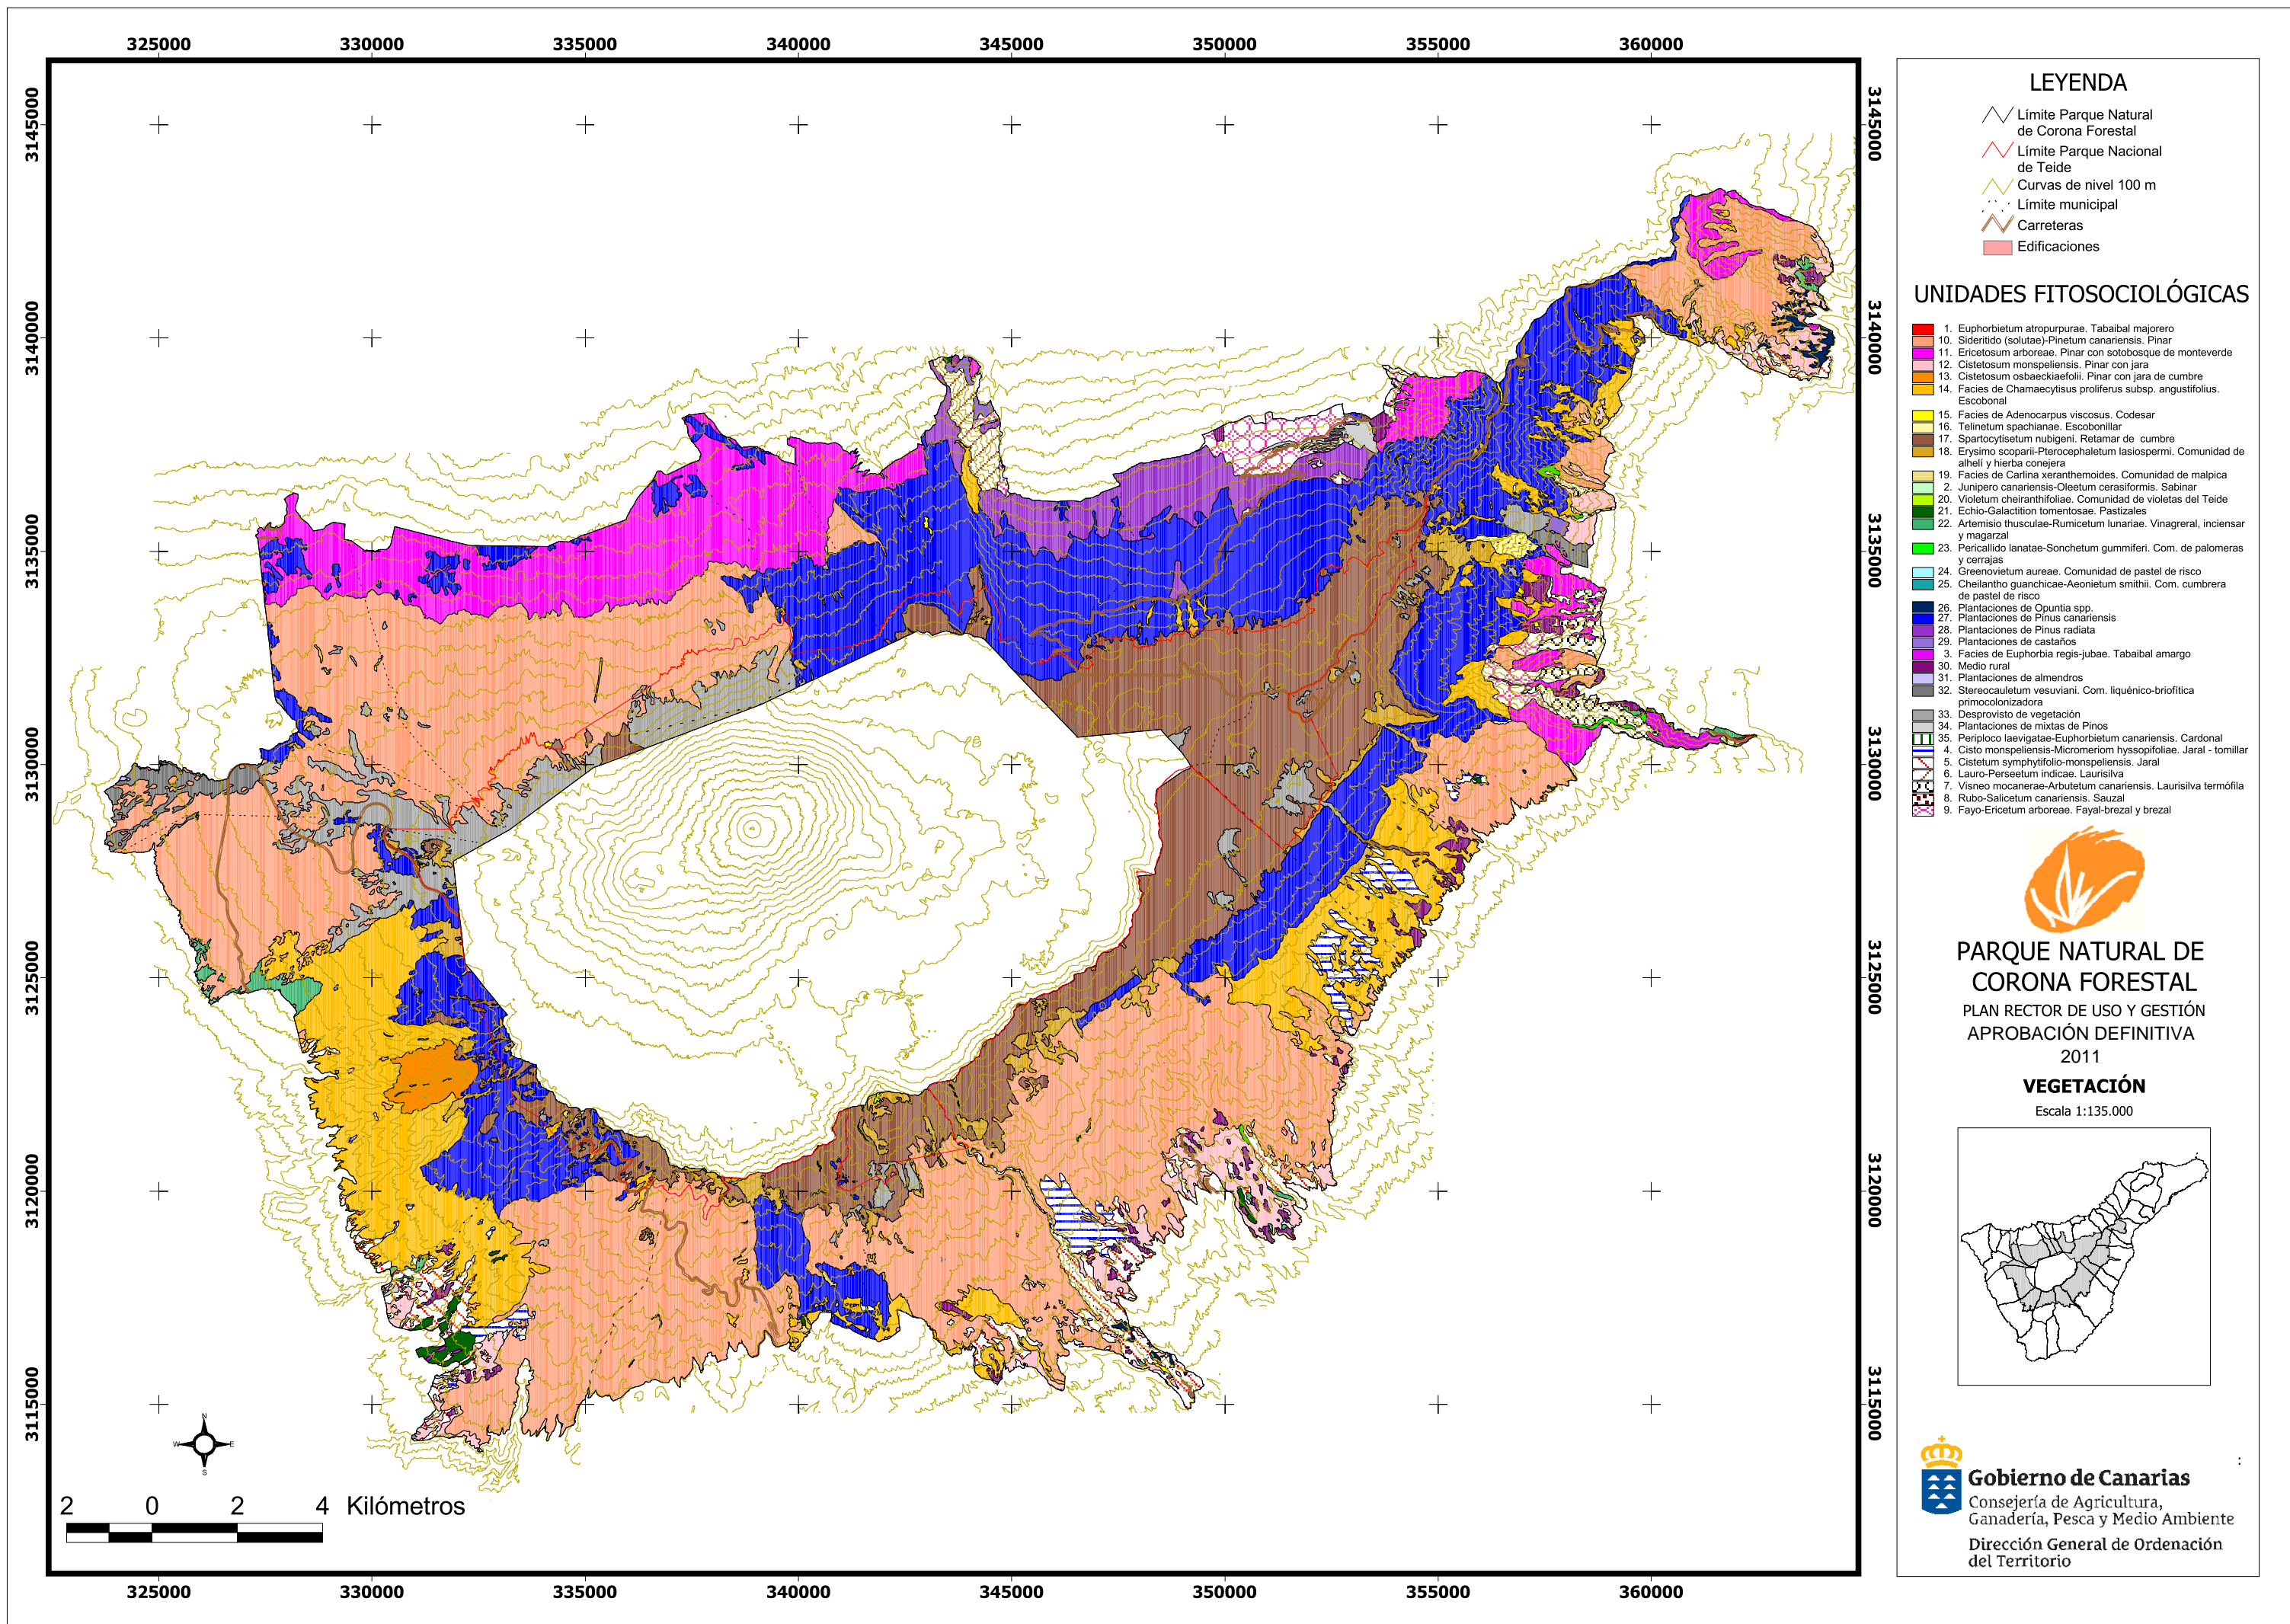 325000 330000 335000 340000 345000 350000 355000 360000
3145000 3145000
3140000 3140000
3135000 3135000
3130000 3130000
3125000 3125000
3120000 3120000
3115000 3115000
N
W E
S
2 0 2 4 Kilómetros
325000 330000 335000 340000 345000 350000 355000 360000
LEYENDA
Límite Parque Natural
de Corona Forestal
Límite Parque Nacional
de Teide
Curvas de nivel 100 m
Límite municipal
Carreteras
Edificaciones
UNIDADES FITOSOCIOLÓGICAS
1. Euphorbietum atropurpurae. Tabaibal majorero
10. Sideritido (solutae)-Pinetum canariensis. Pinar
11. Ericetosum arboreae. Pinar con sotobosque de monteverde
12. Cistetosum monspeliensis. Pinar con jara
13. Cistetosum osbaeckiaefolii. Pinar con jara de cumbre
14. Facies de Chamaecytisus proliferus subsp. angustifolius.
Escobonal
15. Facies de Adenocarpus viscosus. Codesar
16. Telinetum spachianae. Escobonillar
17. Spartocytisetum nubigeni. Retamar de cumbre
18. Erysimo scoparii-Pterocephaletum lasiospermi. Comunidad de
alhelí y hierba conejera
19. Facies de Carlina xeranthemoides. Comunidad de malpica
2. Junipero canariensis-Oleetum cerasiformis. Sabinar
20. Violetum cheiranthifoliae. Comunidad de violetas del Teide
21. Echio-Galactition tomentosae. Pastizales
22. Artemisio thusculae-Rumicetum lunariae. Vinagreral, inciensar
y magarzal
23. Pericallido lanatae-Sonchetum gummiferi. Com. de palomeras
y cerrajas
24. Greenovietum aureae. Comunidad de pastel de risco
25. Cheilantho guanchicae-Aeonietum smithii. Com. cumbrera
de pastel de risco
26. Plantaciones de Opuntia spp.
27. Plantaciones de Pinus canariensis
28. Plantaciones de Pinus radiata
29. Plantaciones de castaños
3. Facies de Euphorbia regis-jubae. Tabaibal amargo
30. Medio rural
31. Plantaciones de almendros
32. Stereocauletum vesuviani. Com. liquénico-briofítica
primocolonizadora
33. Desprovisto de vegetación
34. Plantaciones de mixtas de Pinos
35. Periploco laevigatae-Euphorbietum canariensis. Cardonal
4. Cisto monspeliensis-Micromeriom hyssopifoliae. Jaral - tomillar
5. Cistetum symphytifolio-monspeliensis. Jaral
6. Lauro-Perseetum indicae. Laurisilva
7. Visneo mocanerae-Arbutetum canariensis. Laurisilva termófila
8. Rubo-Salicetum canariensis. Sauzal
9. Fayo-Ericetum arboreae. Fayal-brezal y brezal
PARQUE NATURAL DE
CORONA FORESTAL
PLAN RECTOR DE USO Y GESTIÓN
APROBACIÓN DEFINITIVA
2011
VEGETACIÓN
Escala 1:135.000
:
Gobierno de Canarias
Consejería de Agricultura,
Ganadería, Pesca y Medio Ambiente
Dirección General de Ordenación
del Territorio